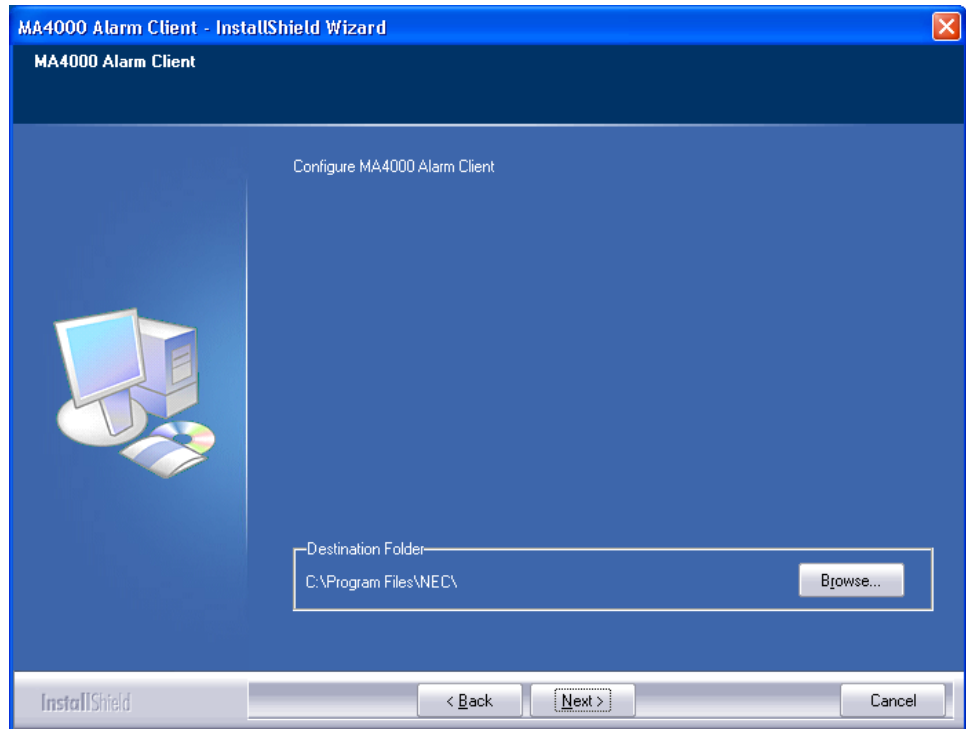 MA4000 Alarm Client - InstallShield Wizard
MA4000 Alarm Client
Configure MA4000 Alarm Client
Destination Folder
C:\Program Files\NEC\
Browse...
InstallShield
< Back
Next >
Cancel